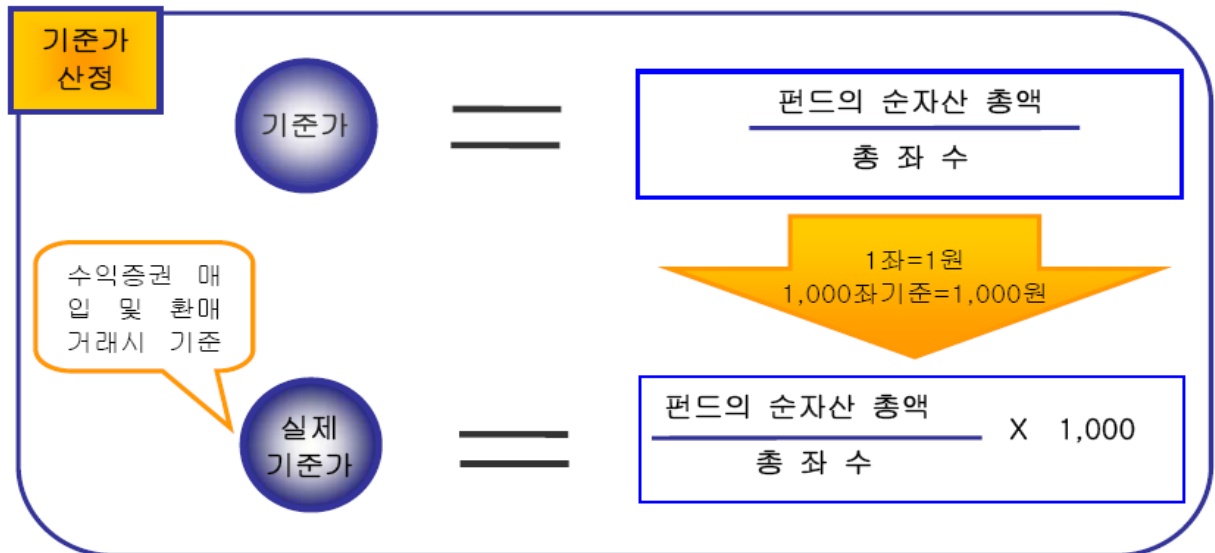 기준가
산정
기준가
펀드의 순자산 총액
총 좌 수
1좌=1원
1,000좌기준=1,000원
수익증권 매
입 및 환매
거래시 기준
실제
기준가
펀드의 순자산 총액
총 좌 수
X 1,000